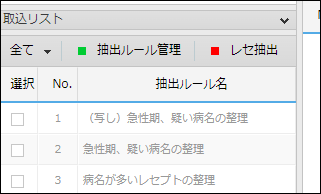 取込リスト
全て 抽出ルール管理 レセ抽出
選択 No. 抽出ルール名
1 （写し）急性期、疑い病名の整理
2 急性期、疑い病名の整理
3 病名が多いレセプトの整理